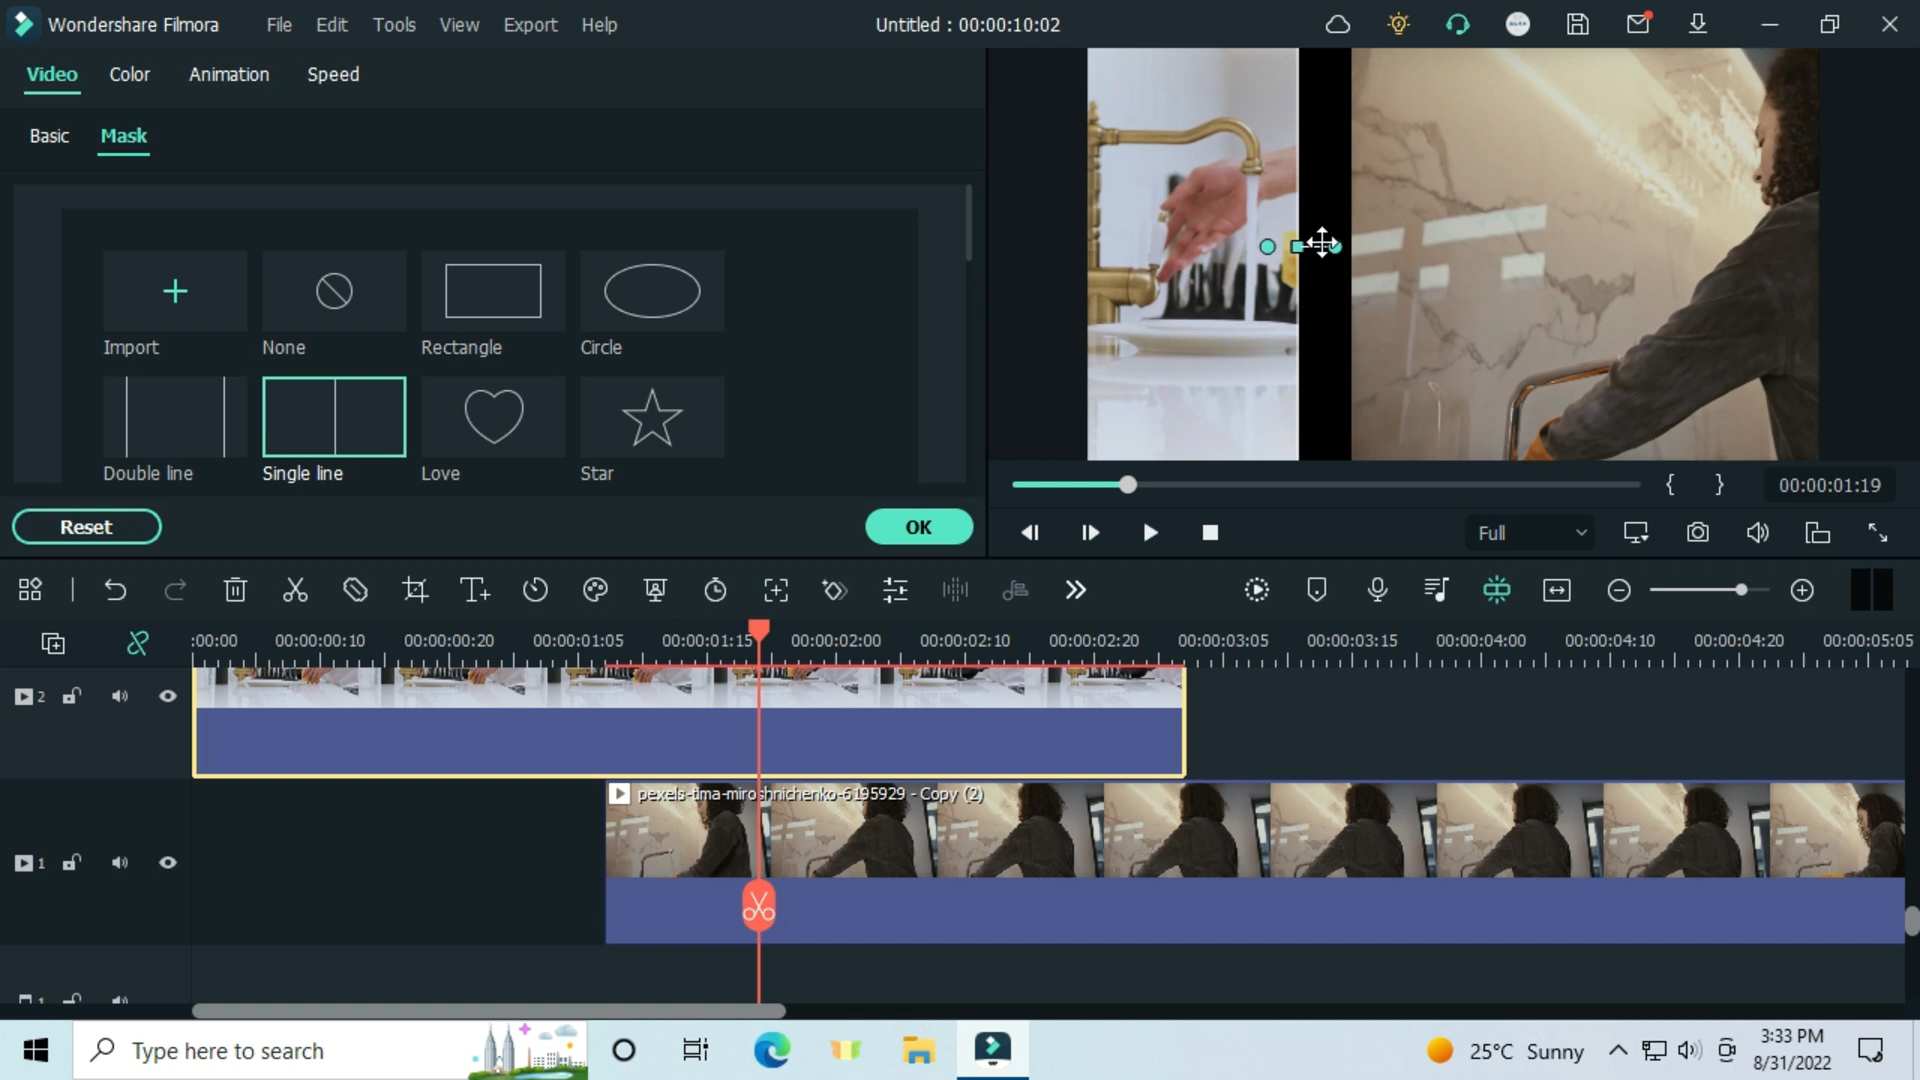 Wondershare Filmora File Edit Tools View Export Help Untitled : 00:00:10:02
Video Color Animation Speed
Basic Mask
Import None Rectangle Circle
Double line Single line Love Star
Reset OK
{ } 00:00:01:19
Full
:00:00 00:00:00:10 00:00:00:20 00:00:01:05 00:00:01:15 00:00:02:00 00:00:02:10 00:00:02:20 00:00:03:05 00:00:03:15 00:00:04:00 00:00:04:10 00:00:04:20 00:00:05:05
2
pexels-tima-miroshnichenko-6195929 - Copy (2)
1
1
Type here to search
25°C Sunny
3:33 PM
8/31/2022